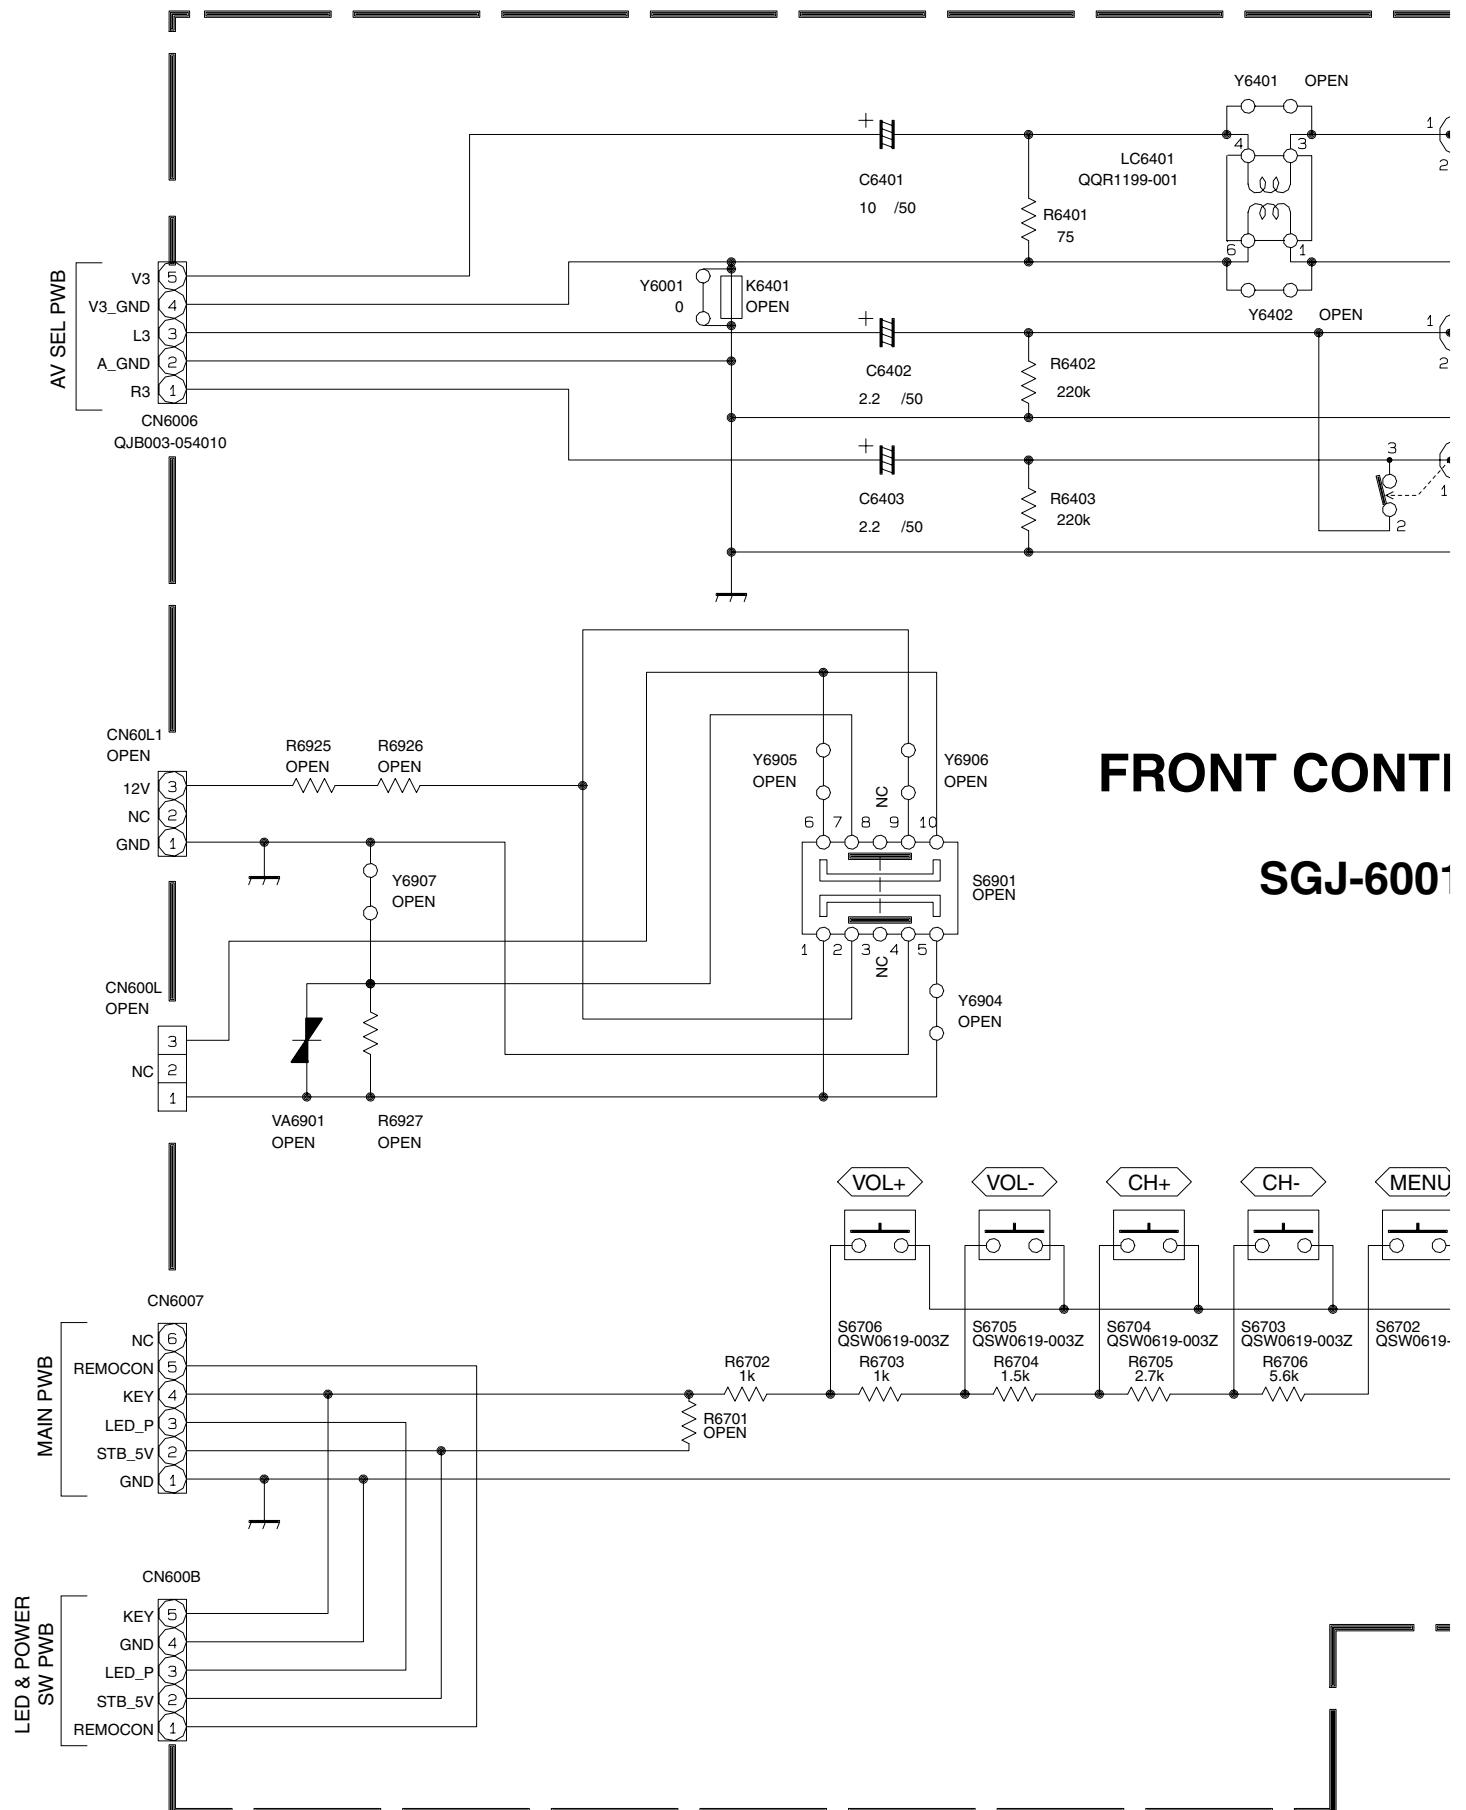 Y6401 OPEN
4 3
LC6401
QQR1199-001
6 1
Y6402 OPEN
+
C6401
10 /50
R6401
75
1
2
AV SEL PWB
V3 5
V3_GND 4
L3 3
A_GND 2
R3 1
CN6006
QJB003-054010
Y6001
0
K6401
OPEN
+
C6402
2.2 /50
R6402
220k
1
2
+
C6403
2.2 /50
R6403
220k
3
2
1
CN60L1
OPEN
12V 3
NC 2
GND 1
R6925
OPEN
R6926
OPEN
Y6907
OPEN
Y6905
OPEN
Y6906
OPEN
NC
6 7 8 9 10
S6901
OPEN
1 2 3 4 5
NC
Y6904
OPEN
FRONT CONT
SGJ-6001
CN600L
OPEN
3
NC 2
1
VA6901
OPEN
R6927
OPEN
VOL+ VOL- CH+ CH- MENU
S6706
QSW0619-003Z
S6705
QSW0619-003Z
S6704
QSW0619-003Z
S6703
QSW0619-003Z
S6702
QSW0619-
R6702
1k
R6703
1k
R6704
1.5k
R6705
2.7k
R6706
5.6k
R6701
OPEN
CN6007
MAIN PWB
NC 6
REMOCON 5
KEY 4
LED_P 3
STB_5V 2
GND 1
CN600B
LED & POWER
SW PWB
KEY 5
GND 4
LED_P 3
STB_5V 2
REMOCON 1